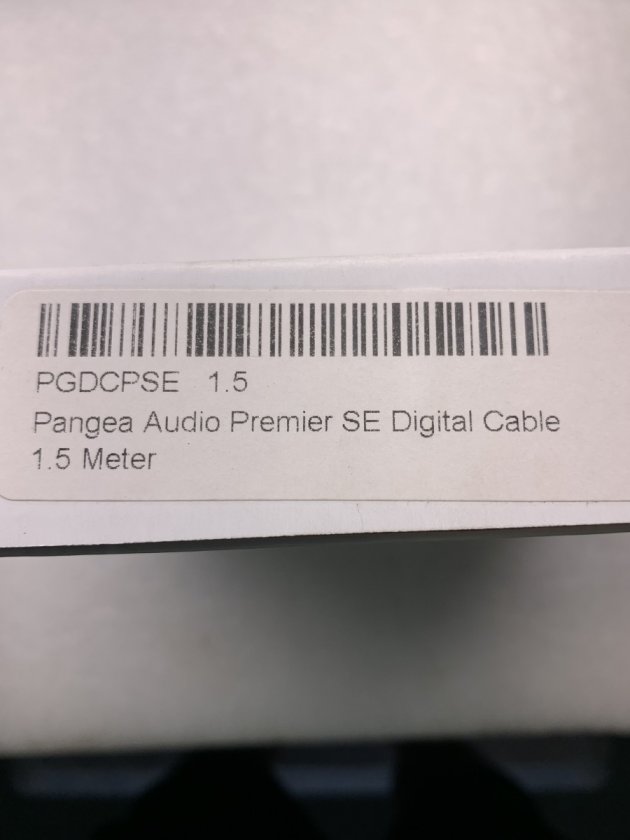 PGDCPSE 1.5
Pangea Audio Premier SE Digital Cable
1.5 Meter